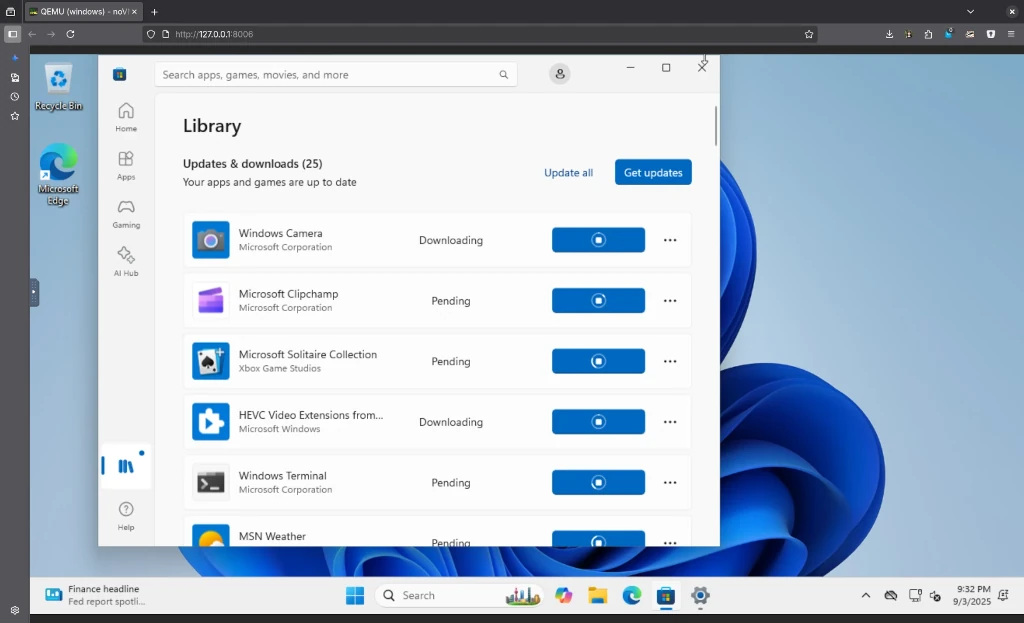 QEMU (windows) - noV
http://127.0.0.1:8006
Recycle Bin
Microsoft
Edge
Search apps, games, movies, and more
Home
Apps
Gaming
AI Hub
Help
Library
Updates & downloads (25)
Your apps and games are up to date
Update all
Get updates
Windows Camera
Microsoft Corporation
Downloading
Microsoft Clipchamp
Microsoft Corporation
Pending
Microsoft Solitaire Collection
Xbox Game Studios
Pending
HEVC Video Extensions from...
Microsoft Windows
Downloading
Windows Terminal
Microsoft Corporation
Pending
MSN Weather
Pending
Finance headline
Fed report spotli...
Search
9:32 PM
9/3/2025